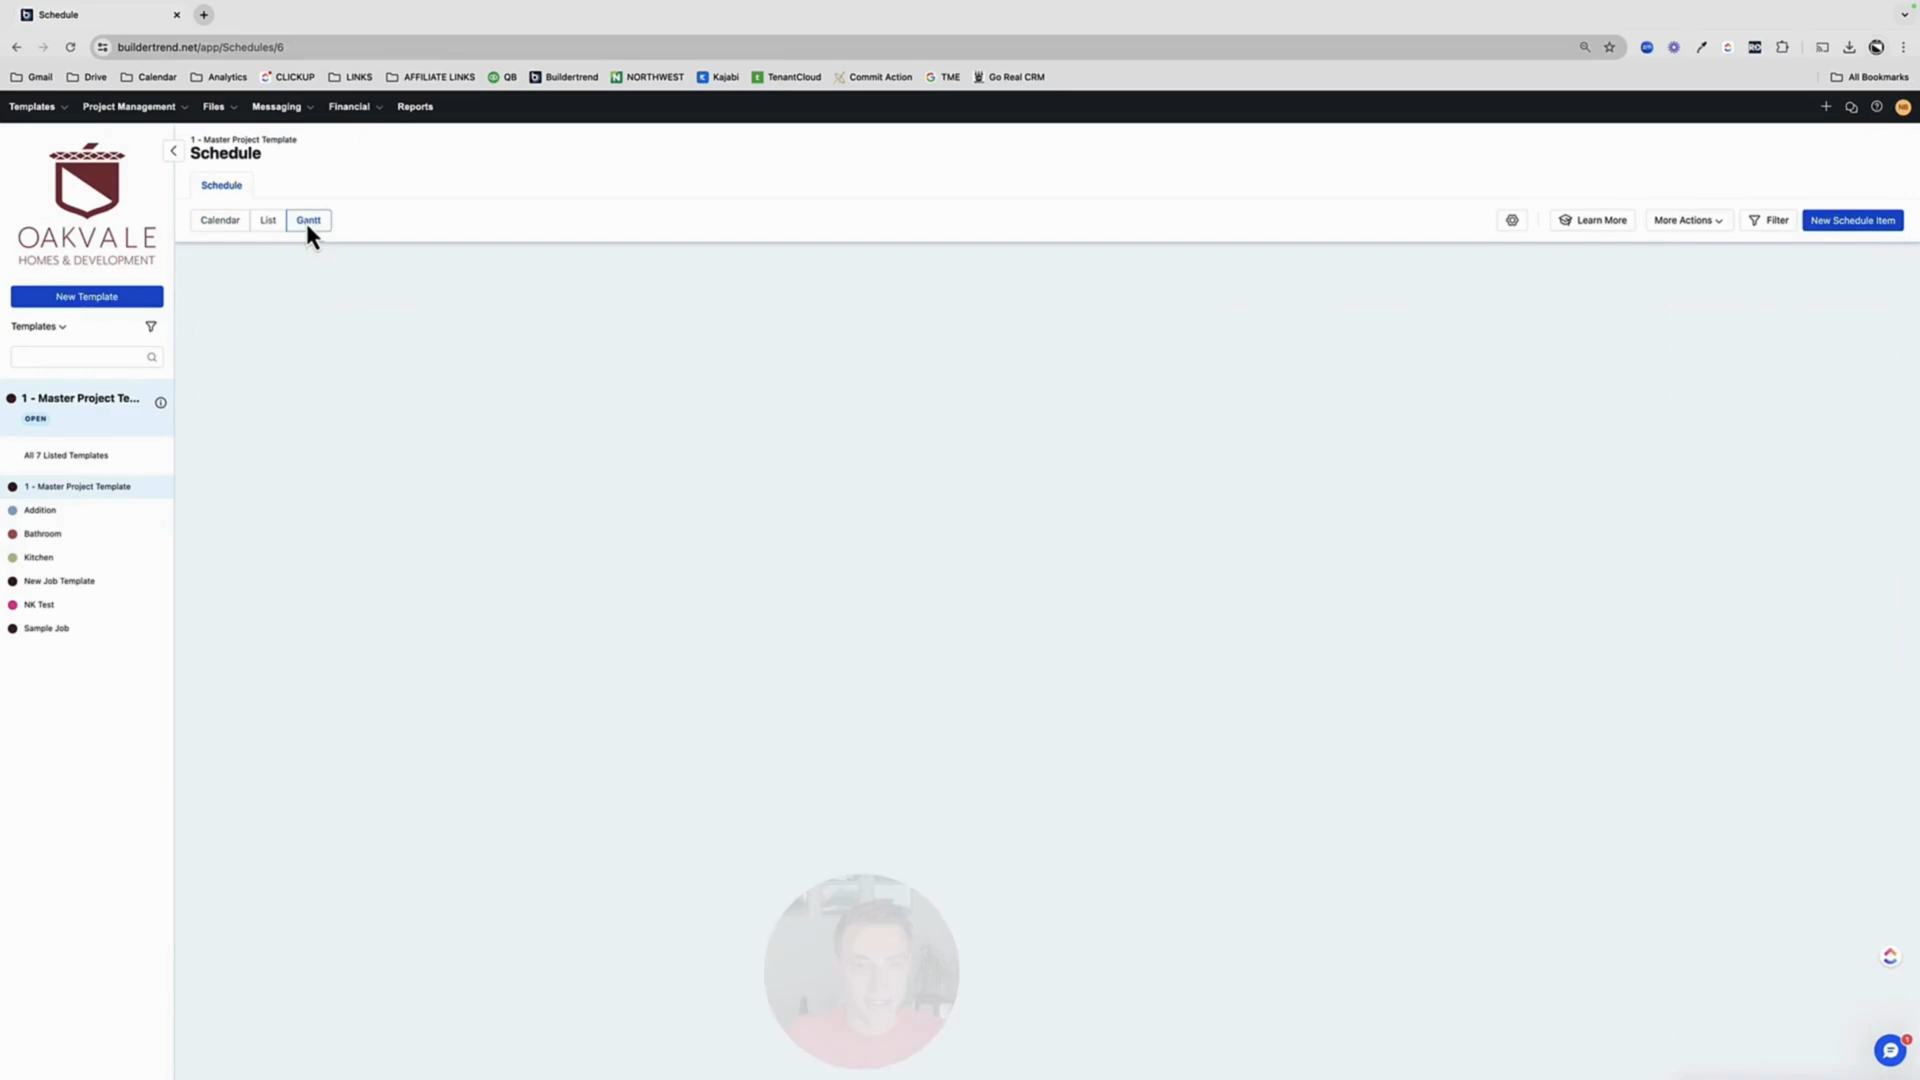 Schedule
buildertrend.net/app/Schedules/6
Gmail Drive Calendar Analytics CLICKUP LINKS AFFILIATE LINKS QB Buildertrend NORTHWEST Kajabi TenantCloud Commit Action TME Go Real CRM All Bookmarks
Templates Project Management Files Messaging Financial Reports
NB
1 - Master Project Template
Schedule
Schedule
Calendar List Gantt Learn More More Actions Filter New Schedule Item
OAKVALE
HOMES & DEVELOPMENT
New Template
Templates
1 - Master Project Te...
OPEN
All 7 Listed Templates
1 - Master Project Template
Addition
Bathroom
Kitchen
New Job Template
NK Test
Sample Job
1